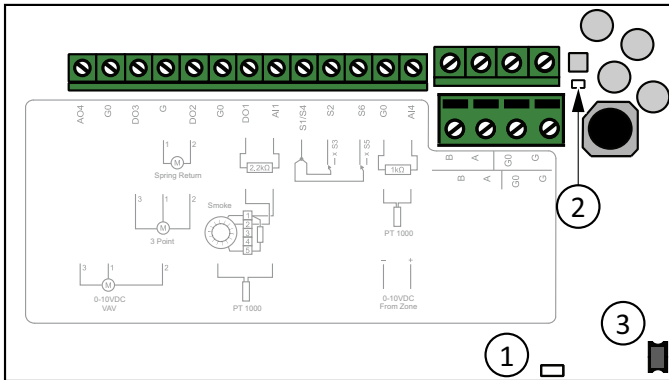 AO4 G0 DO3 G DO2 G0 DO1 AI1 S1/S4 S2 S6 G0 AI4
B A G0 G
B A G0 G
1 2
M
Spring Return
2,2kΩ
x S3
x S5
1kΩ
3 1 2
M
3 Point
Smoke
1
2
3
4
5
PT 1000
3 1 2
M
0-10VDC
VAV
PT 1000
– +
0-10VDC
From Zone
1
2
3